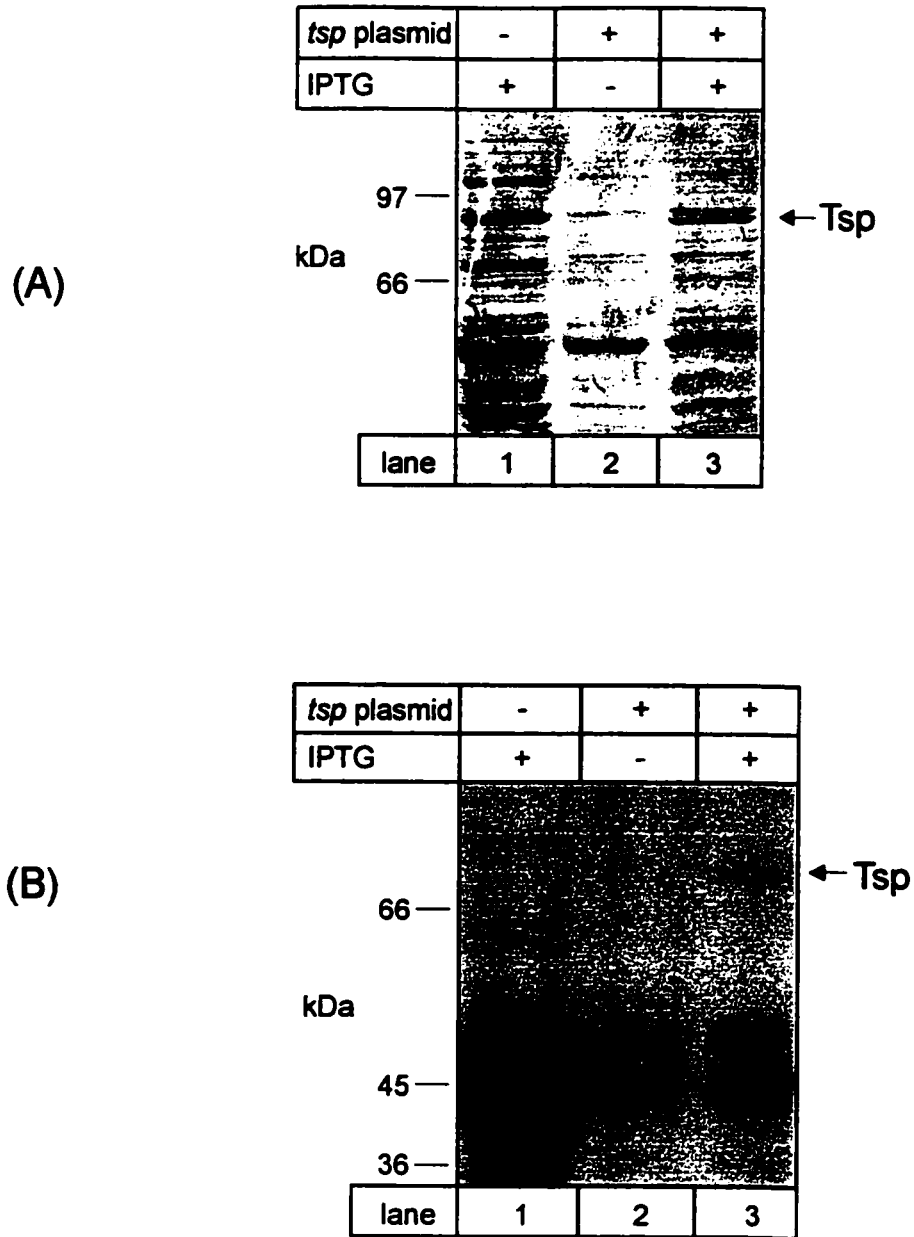 tsp plasmid - + +
IPTG + - +
97
← Tsp
kDa
(A)
66
lane 1 2 3
tsp plasmid - + +
IPTG + - +
← Tsp
(B)
66
kDa
45
36
lane 1 2 3